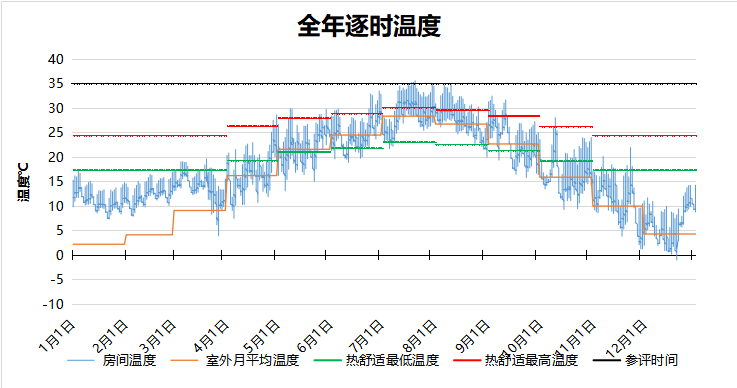 全年逐时温度
温度℃
40
35
30
25
20
15
10
5
0
-5
-10
1月1日
2月1日
3月1日
4月1日
5月1日
6月1日
7月1日
8月1日
9月1日
10月1日
11月1日
12月1日
房间温度 室外月平均温度 热舒适最低温度 热舒适最高温度 参评时间